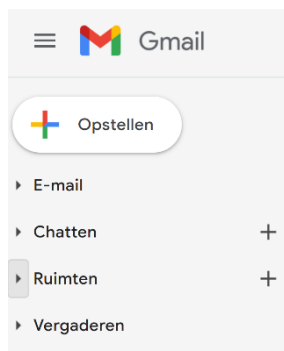 Gmail
Opstellen
E-mail
Chatten
Ruimten
Vergaderen